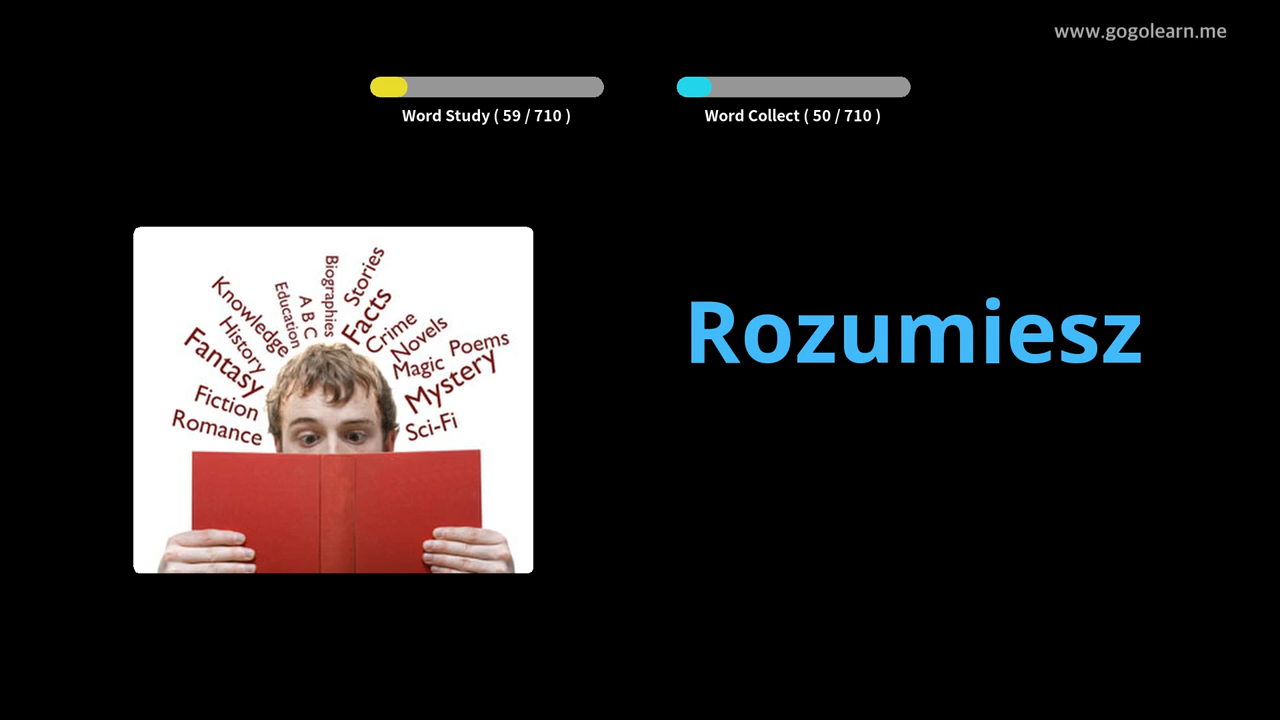 www.gogolearn.me
Word Study ( 59 / 710 )
Word Collect ( 50 / 710 )
Rozumiesz
Knowledge
History
Fantasy
Fiction
Romance
Education
A B C
Biographies
Stories
Facts
Crime
Novels
Magic
Poems
Mystery
Sci-Fi